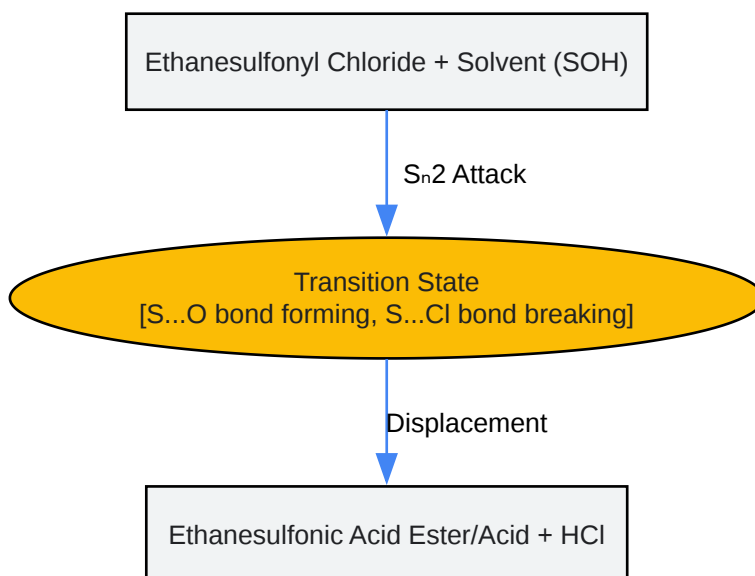 Ethanesulfonyl Chloride + Solvent (SOH)
Sₙ2 Attack
Transition State
[S...O bond forming, S...Cl bond breaking]
Displacement
Ethanesulfonic Acid Ester/Acid + HCl